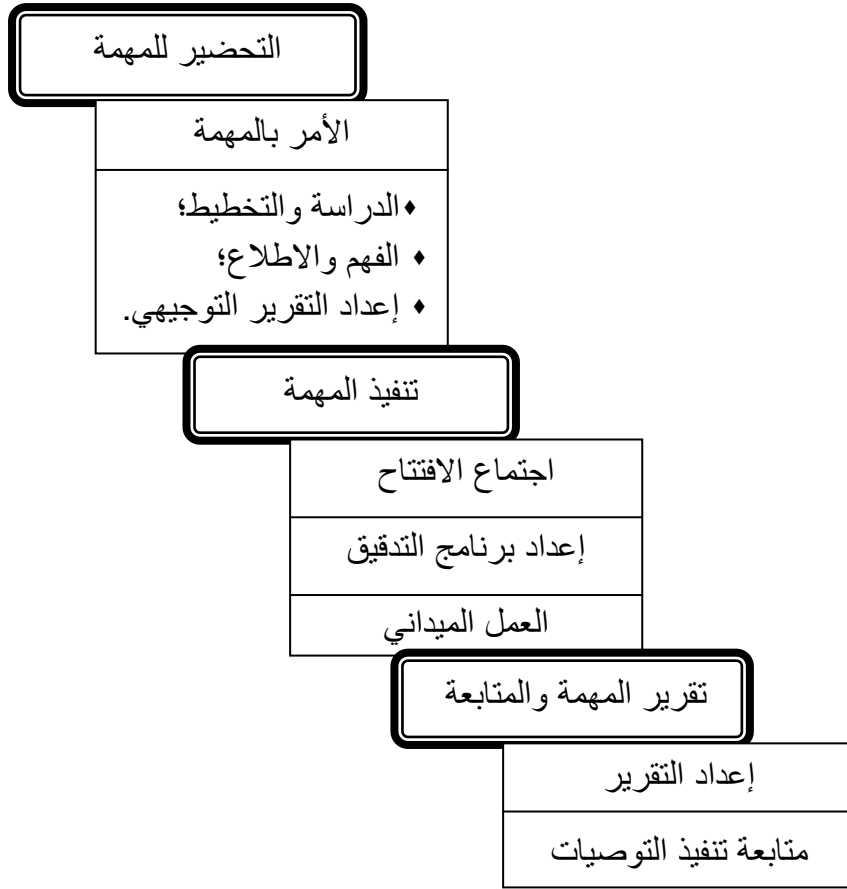 التحضير للمهمة
الأمر بالمهمة
♦الدراسة والتخطيط؛
♦ الفهم والاطلاع؛
♦ إعداد التقرير التوجيهي.
تنفيذ المهمة
اجتماع الافتتاح
إعداد برنامج التدقيق
العمل الميداني
تقرير المهمة والمتابعة
إعداد التقرير
متابعة تنفيذ التوصيات